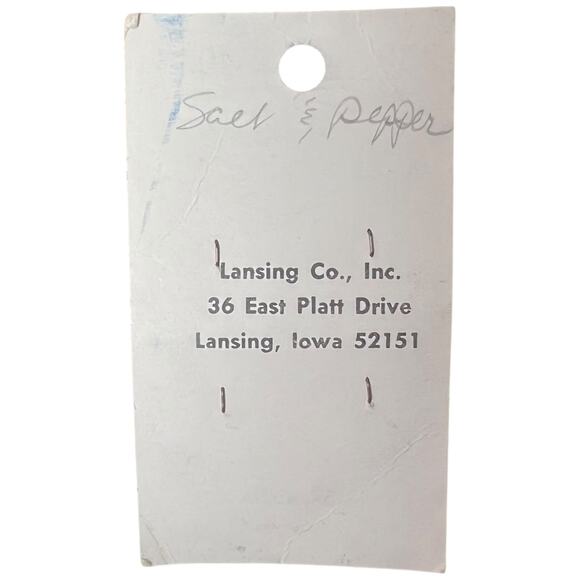 Salt & pepper
Lansing Co., Inc.
36 East Platt Drive
Lansing, Iowa 52151